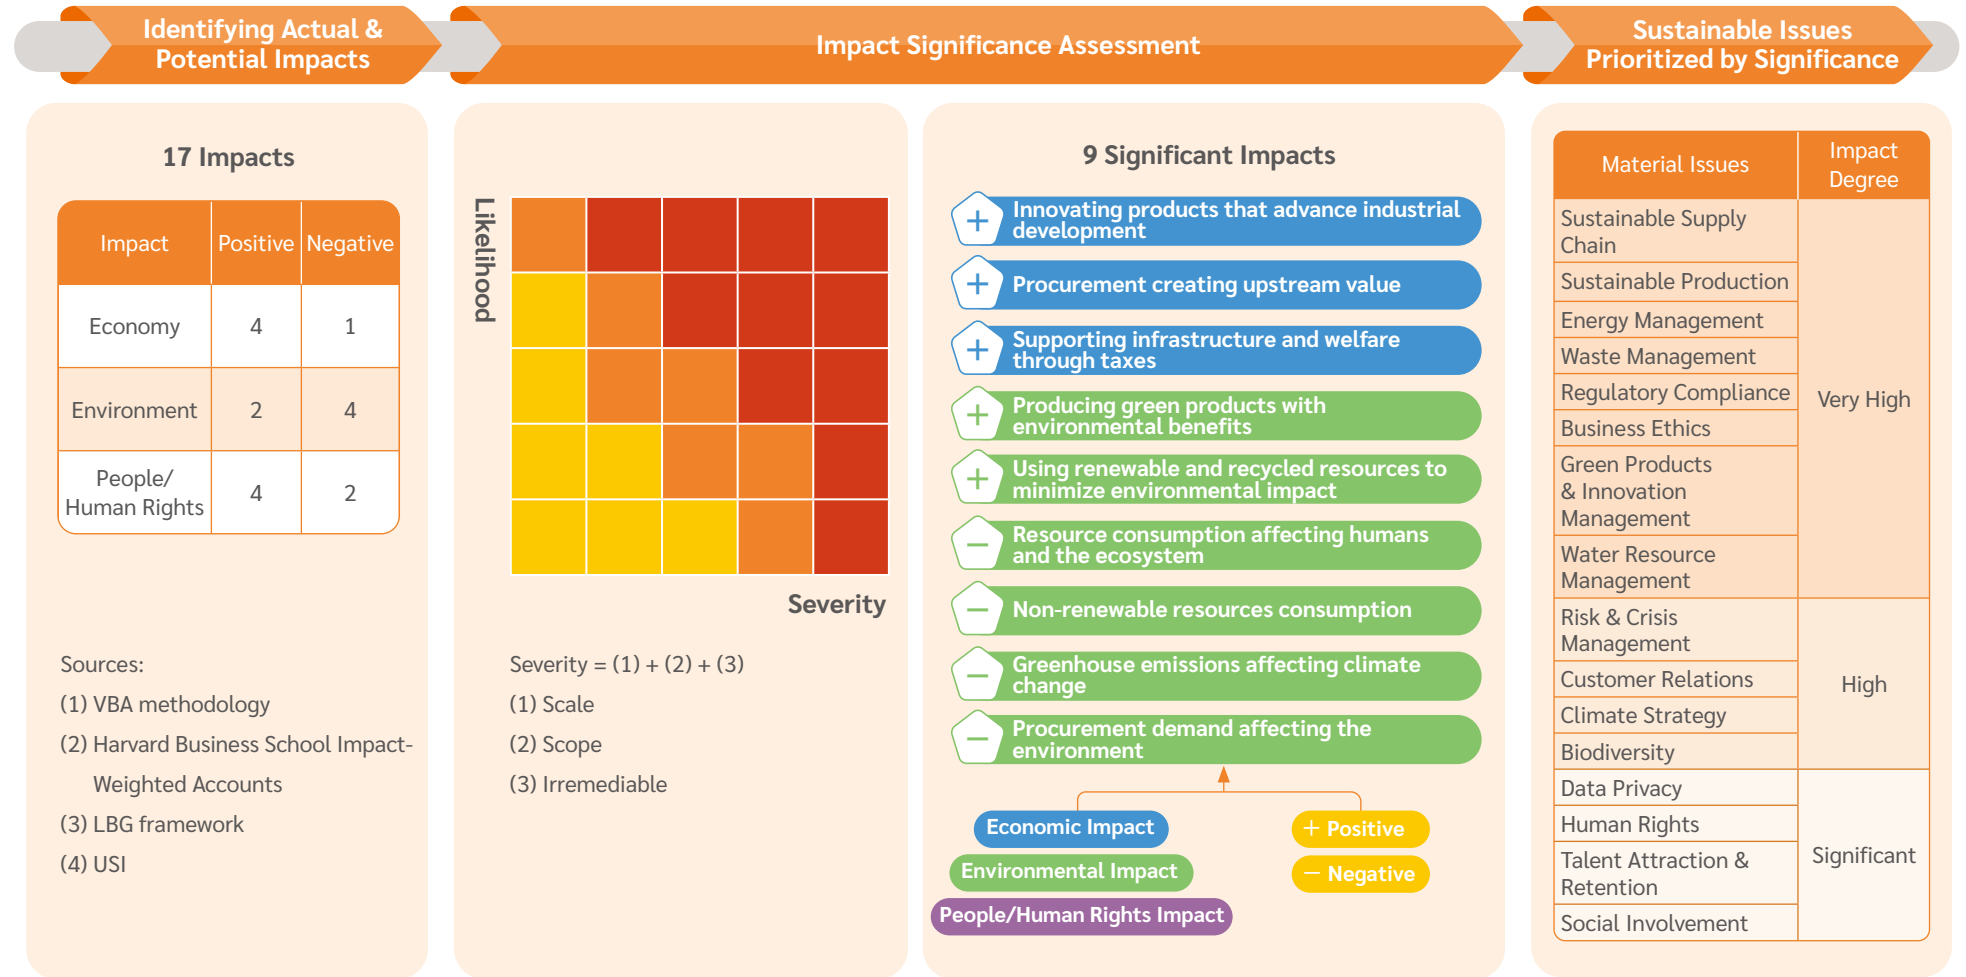 Identifying Actual &
Potential Impacts
Impact Significance Assessment
Sustainable Issues
Prioritized by Significance
17 Impacts
Impact Positive Negative
Economy 4 1
Environment 2 4
People/
Human Rights 4 2
Sources:
(1) VBA methodology
(2) Harvard Business School Impact-
Weighted Accounts
(3) LBG framework
(4) USI
Likelihood
Severity
Severity = (1) + (2) + (3)
(1) Scale
(2) Scope
(3) Irremediable
9 Significant Impacts
+ Innovating products that advance industrial
development
+ Procurement creating upstream value
+ Supporting infrastructure and welfare
through taxes
+ Producing green products with
environmental benefits
+ Using renewable and recycled resources to
minimize environmental impact
− Resource consumption affecting humans
and the ecosystem
− Non-renewable resources consumption
− Greenhouse emissions affecting climate
change
− Procurement demand affecting the
environment
Economic Impact
Environmental Impact
People/Human Rights Impact
+ Positive
− Negative
Material Issues
Impact
Degree
Sustainable Supply
Chain
Sustainable Production
Energy Management
Waste Management
Regulatory Compliance
Business Ethics
Green Products
& Innovation
Management
Water Resource
Management
Very High
Risk & Crisis
Management
Customer Relations
Climate Strategy
Biodiversity
High
Data Privacy
Human Rights
Talent Attraction &
Retention
Social Involvement
Significant